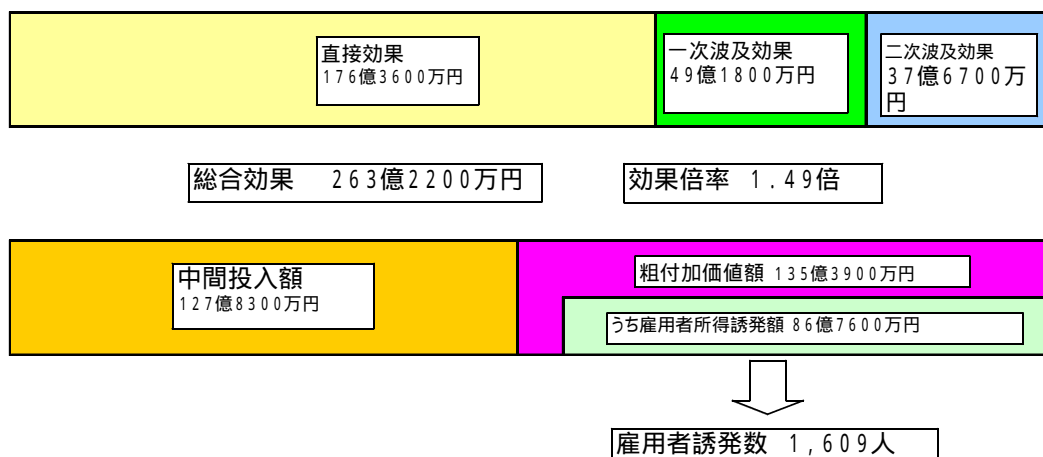 直接効果
176億3600万円
一次波及効果
49億1800万円
二次波及効果
37億6700万
円
総合効果　263億2200万円
効果倍率 1.49倍
中間投入額
127億8300万円
粗付加価値額 135億3900万円
うち雇用者所得誘発額 86億7600万円
雇用者誘発数 1,609人